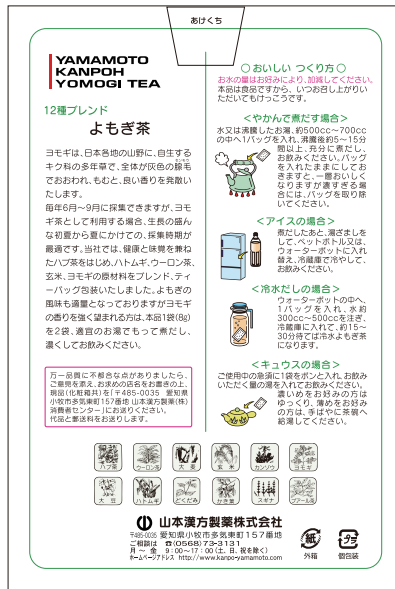 あけくち
YAMAMOTO
KANPOH
YOMOGI TEA
12種ブレンド
よもぎ茶
ヨモギは、日本各地の山野に、自生する
キク科の多年草で、全体が灰色の腺毛
でおおわれ、もむと、良い香りを発散い
たします。
毎年6月～9月に採集できますが、ヨモ
ギ茶として利用する場合、生長の盛ん
な初夏から夏にかけての、採集時期が
最適です。当社では、健康と味覚を兼ね
たハブ茶をはじめ、ハトムギ、ウーロン茶、
玄米、ヨモギの原材料をブレンド、ティ
ーバッグ包装いたしました。よもぎの
風味も適量となっておりますがヨモギ
の香りを強く望まれる方は、本品1袋(8g)
を2袋、適宜のお湯でもって煮だし、
濃くしてお飲みください。
万一品質に不都合な点がありましたら、
ご意見を添え、お求めの店名をお書きの上、
現品(化粧箱共)を「〒485-0035 愛知県
小牧市多気東町157番地 山本漢方製薬(株)
消費者センター」にお送りください。
代品と郵送料をお送りします。
○おいしい つくり方○
お水の量はお好みにより、加減してください。
本品は食品ですから、いつお召し上がりい
ただいてもけっこうです。
<やかんで煮だす場合>
水又は沸騰したお湯、約500cc～700cc
の中へ1バッグを入れ、沸騰後約5～15分
間以上、充分に煮だし、
お飲みください。バッグ
を入れたままにしてお
きますと、一層おいしく
なりますが濃すぎる場
合には、バッグを取り除
いてください。
<アイスの場合>
煮だしたあと、湯ざましを
して、ペットボトル又は、
ウォーターポットに入れ
替え、冷蔵庫で冷やして、
お飲みください。
<冷水だしの場合>
ウォーターポットの中へ、
1バッグを入れ、水約
300cc～500ccを注ぎ、
冷蔵庫に入れて、約15～
30分待てば冷水よもぎ茶
になります。
<キュウスの場合>
ご使用中の急須に1袋をポンと入れ、お飲み
いただく量の湯を入れてお飲みください。
濃いめをお好みの方は
ゆっくり、薄めをお好み
の方は、手ばやに茶碗へ
給湯してください。
ハブ茶 ウーロン茶 大麦 玄米 カンゾウ ヨモギ
大豆 ハトムギ どくだみ かき葉 スギナ プアール茶
山本漢方製薬株式会社
〒485-0035 愛知県小牧市多気東町157番地
ご相談は ☎(0568)73-3131
月～金 9:00～17:00(土、日、祝を除く)
ホームページアドレス http://www.kanpo-yamamoto.com
紙
外箱
プラ
個包装